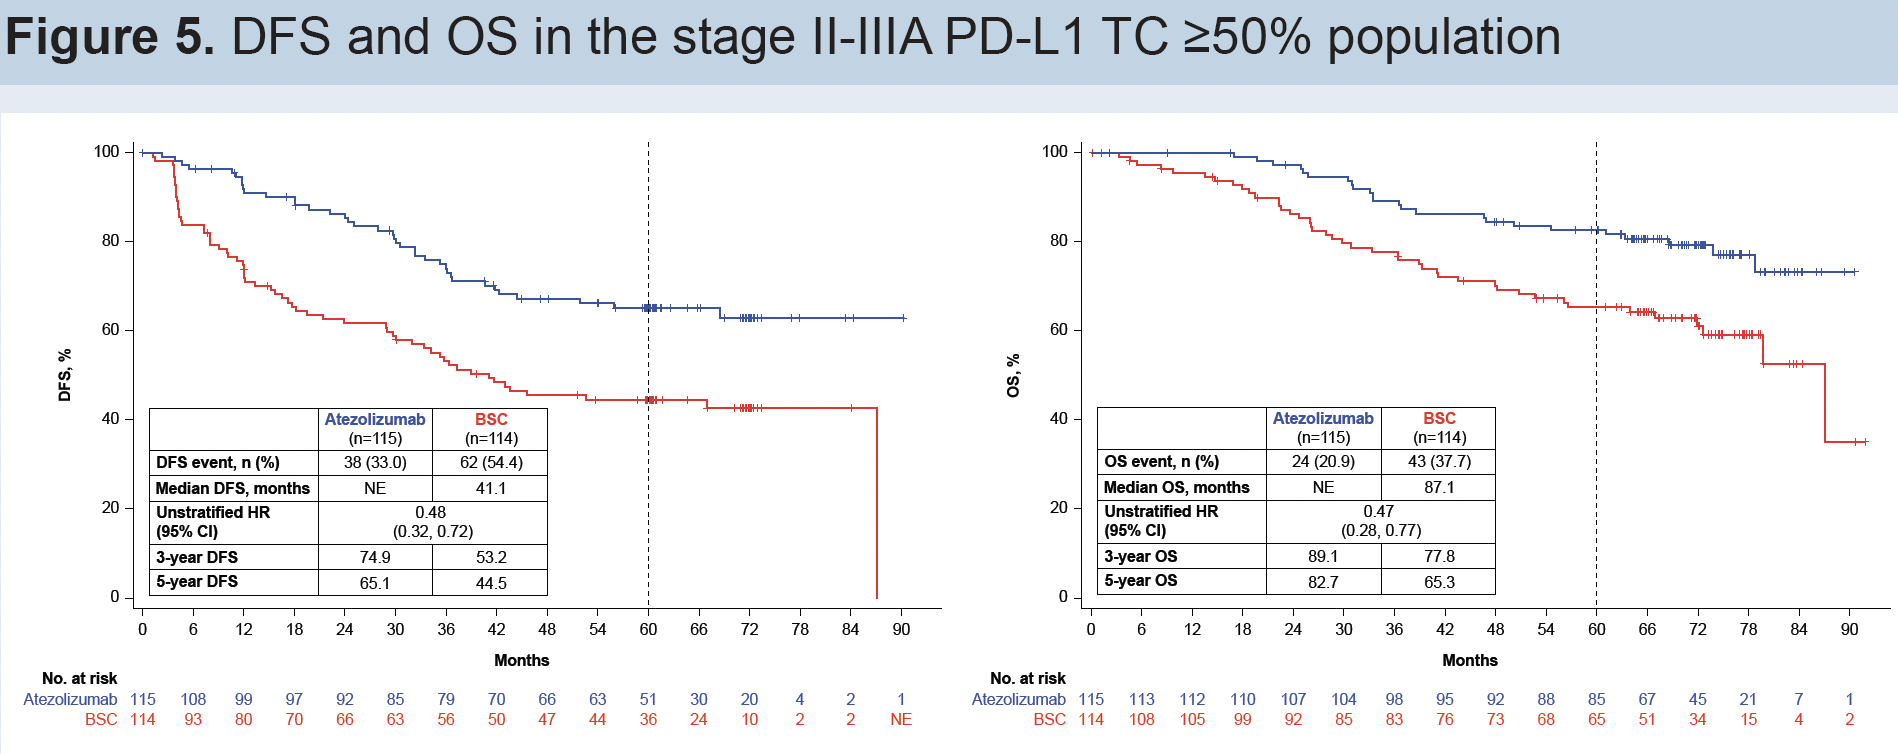 Figure 5. DFS and OS in the stage II-IIIA PD-L1 TC ≥50% population
100
80
60
40
20
0
DFS, %
Atezolizumab BSC
(n=115) (n=114)
DFS event, n (%) 38 (33.0) 62 (54.4)
Median DFS, months NE 41.1
Unstratified HR 0.48
(95% CI) (0.32, 0.72)
3-year DFS 74.9 53.2
5-year DFS 65.1 44.5
0 6 12 18 24 30 36 42 48 54 60 66 72 78 84 90
Months
No. at risk
Atezolizumab 115 108 99 97 92 85 79 70 66 63 51 30 20 4 2 1
BSC 114 93 80 70 66 63 56 50 47 44 36 24 10 2 2 NE
100
80
60
40
20
0
OS, %
Atezolizumab BSC
(n=115) (n=114)
OS event, n (%) 24 (20.9) 43 (37.7)
Median OS, months NE 87.1
Unstratified HR 0.47
(95% CI) (0.28, 0.77)
3-year OS 89.1 77.8
5-year OS 82.7 65.3
0 6 12 18 24 30 36 42 48 54 60 66 72 78 84 90
Months
No. at risk
Atezolizumab 115 113 112 110 107 104 98 95 92 88 85 67 45 21 7 1
BSC 114 108 105 99 92 85 83 76 73 68 65 51 34 15 4 2